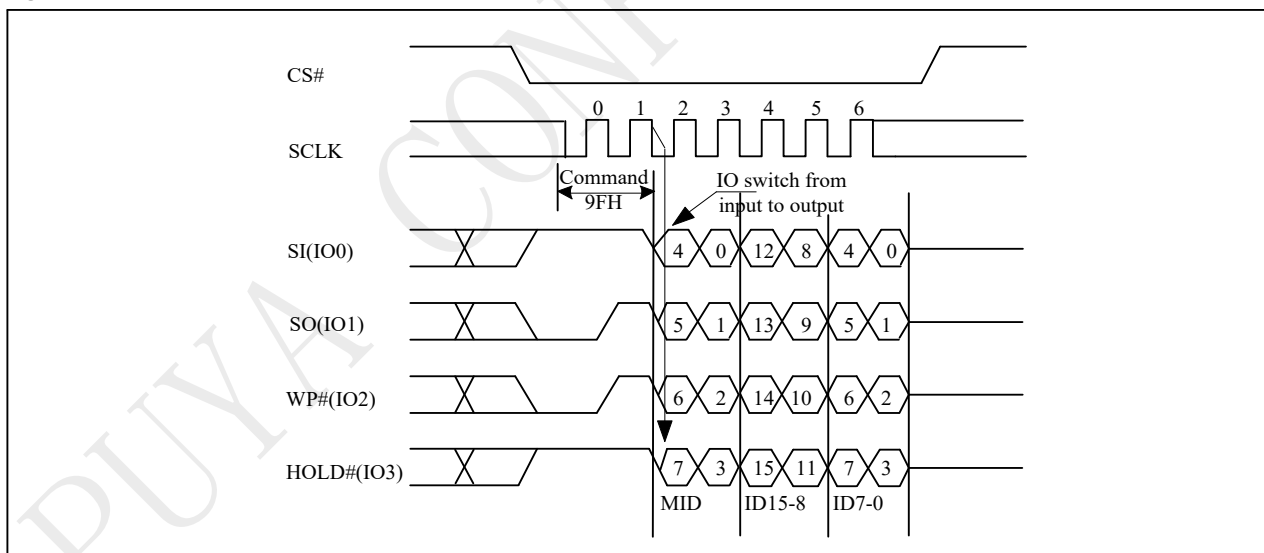 CS#
0 1 2 3 4 5 6
SCLK
Command
9FH
IO switch from
input to output
SI(IO0)
4 0 12 8 4 0
SO(IO1)
5 1 13 9 5 1
WP#(IO2)
6 2 14 10 6 2
HOLD#(IO3)
7 3 15 11 7 3
MID ID15-8 ID7-0
PUYA